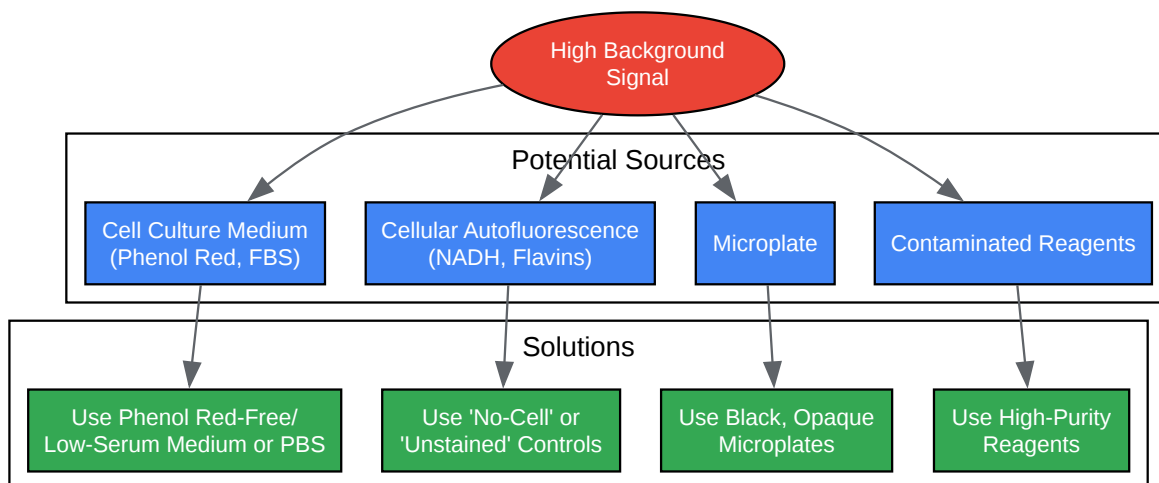 High Background
Signal
Potential Sources
Cell Culture Medium
(Phenol Red, FBS)
Cellular Autofluorescence
(NADH, Flavins)
Microplate
Contaminated Reagents
Solutions
Use Phenol Red-Free/
Low-Serum Medium or PBS
Use 'No-Cell' or
'Unstained' Controls
Use Black, Opaque
Microplates
Use High-Purity
Reagents